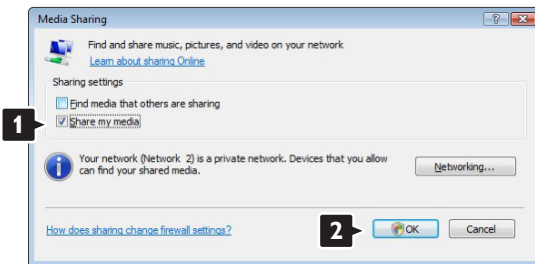 Media Sharing
Find and share music, pictures, and video on your network
Learn about sharing Online
Sharing settings
Find media that others are sharing
1
Share my media
Your network (Network 2) is a private network. Devices that you allow
can find your shared media.
Networking...
How does sharing change firewall settings?
2
OK
Cancel